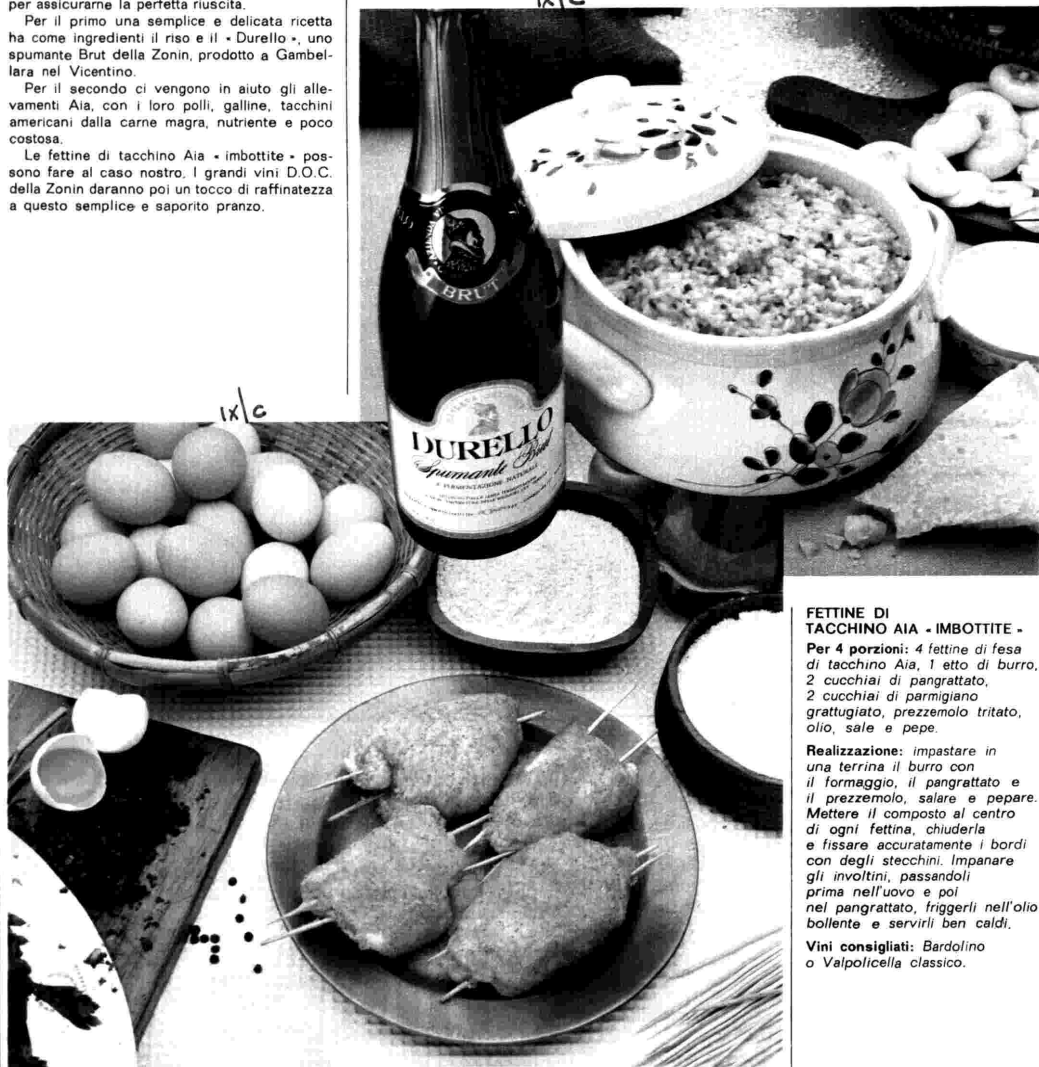 per assicurarne la perfetta riuscita.
Per il primo una semplice e delicata ricetta
ha come ingredienti il riso e il - Durello -, uno
spumante Brut della Zonin, prodotto a Gambel-
lara nel Vicentino.
Per il secondo ci vengono in aiuto gli alle-
vamenti Aia, con i loro polli, galline, tacchini
americani dalla carne magra, nutriente e poco
costosa.
Le fettine di tacchino Aia - imbottite - pos-
sono fare al caso nostro. I grandi vini D.O.C.
della Zonin daranno poi un tocco di raffinatezza
a questo semplice e saporito pranzo.
IX/C
IX/C
BRUT
DURELLO
Spumante Brut
A FERMENTAZIONE NATURALE
FETTINE DI
TACCHINO AIA - IMBOTTITE -
Per 4 porzioni: 4 fettine di fesa
di tacchino Aia, 1 etto di burro,
2 cucchiai di pangrattato,
2 cucchiai di parmigiano
grattugiato, prezzemolo tritato,
olio, sale e pepe.
Realizzazione: impastare in
una terrina il burro con
il formaggio, il pangrattato e
il prezzemolo, salare e pepare.
Mettere il composto al centro
di ogni fettina, chiuderla
e fissare accuratamente i bordi
con degli stecchini. Impanare
gli involtini, passandoli
prima nell'uovo e poi
nel pangrattato, friggerli nell'olio
bollente e servirli ben caldi.
Vini consigliati: Bardolino
o Valpolicella classico.